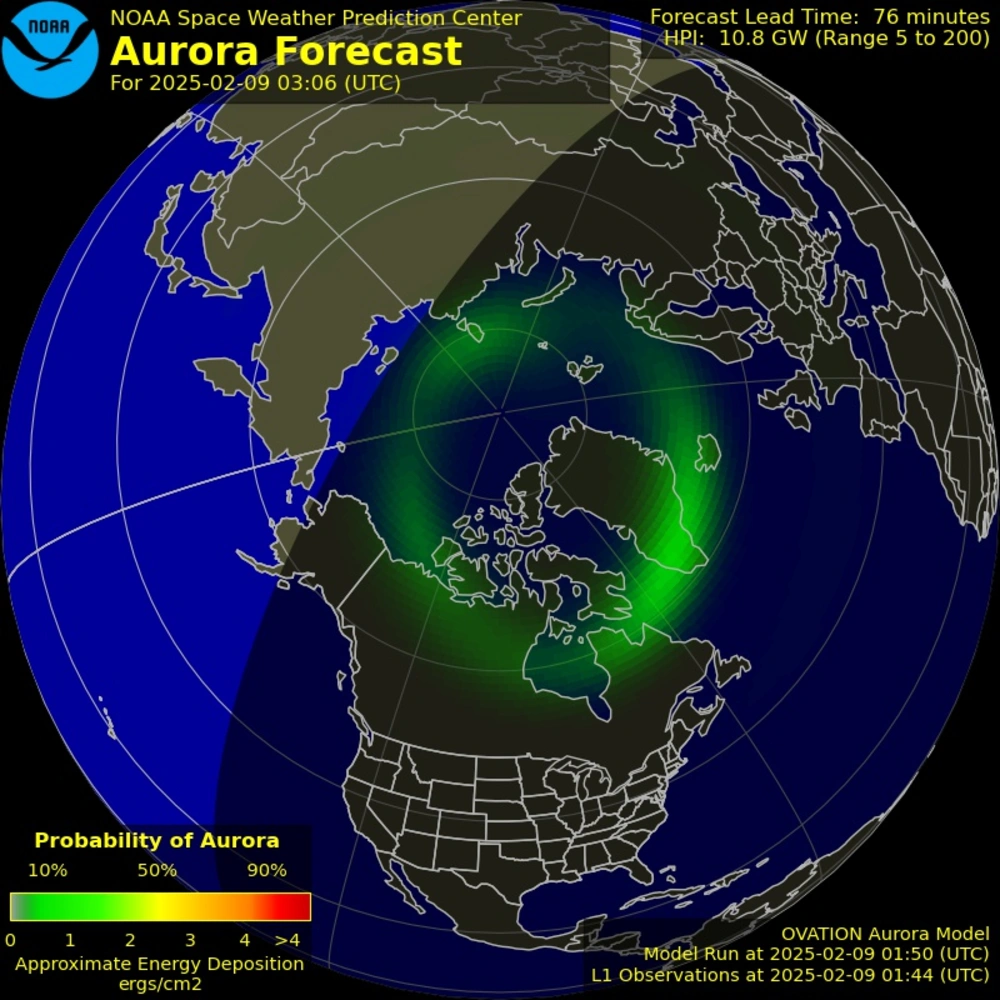 NOAA
NOAA Space Weather Prediction Center
Aurora Forecast
For 2025-02-09 03:06 (UTC)
Forecast Lead Time: 76 minutes
HPI: 10.8 GW (Range 5 to 200)
Probability of Aurora
10% 50% 90%
0 1 2 3 4 >4
Approximate Energy Deposition
ergs/cm2
OVATION Aurora Model
Model Run at 2025-02-09 01:50 (UTC)
L1 Observations at 2025-02-09 01:44 (UTC)